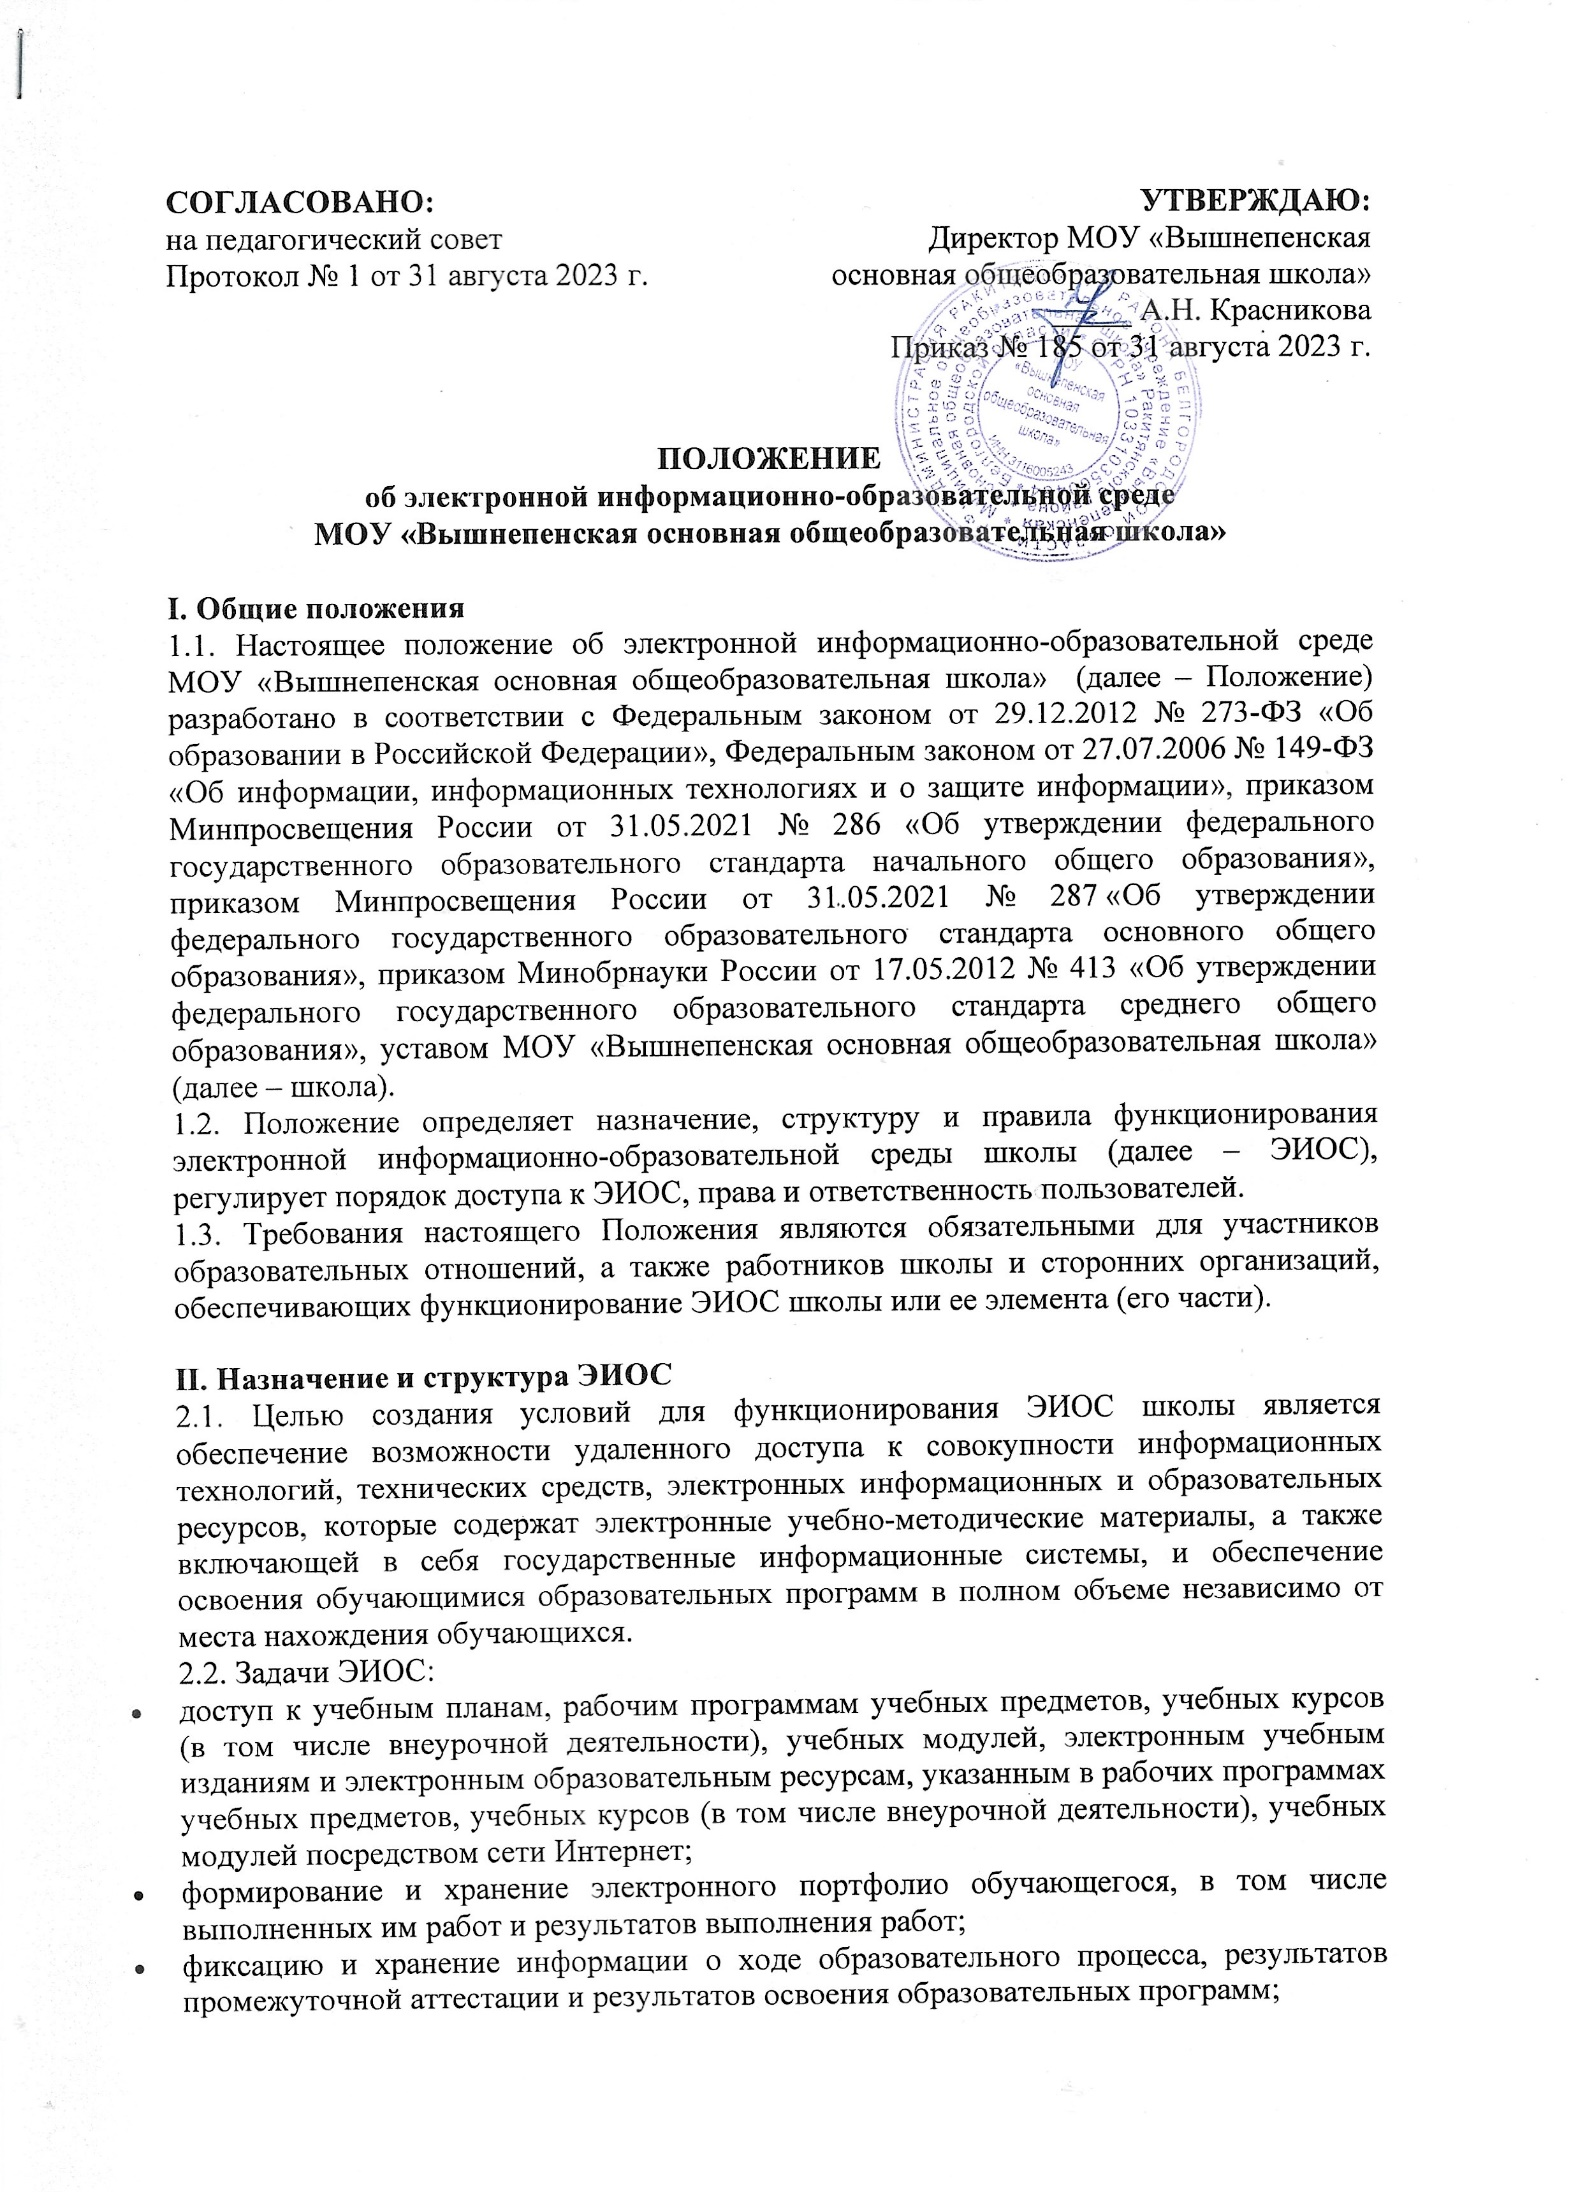 СОГЛАСОВАНО:
на педагогический совет
Протокол № 1 от 31 августа 2023 г.
УТВЕРЖДАЮ:
Директор МОУ «Вышнепенская
основная общеобразовательная школа»
А.Н. Красникова
Приказ № 185 от 31 августа 2023 г.
МОУ
«Вышнепенская
основная
общеобразовательная
школа»
ИНН 3116005243
ПОЛОЖЕНИЕ
об электронной информационно-образовательной среде
МОУ «Вышнепенская основная общеобразовательная школа»
I. Общие положения
1.1. Настоящее положение об электронной информационно-образовательной среде
МОУ «Вышнепенская основная общеобразовательная школа» (далее – Положение)
разработано в соответствии с Федеральным законом от 29.12.2012 № 273-ФЗ «Об
образовании в Российской Федерации», Федеральным законом от 27.07.2006 № 149-ФЗ
«Об информации, информационных технологиях и о защите информации», приказом
Минпросвещения России от 31.05.2021 № 286 «Об утверждении федерального
государственного образовательного стандарта начального общего образования»,
приказом Минпросвещения России от 31.05.2021 № 287 «Об утверждении
федерального государственного образовательного стандарта основного общего
образования», приказом Минобрнауки России от 17.05.2012 № 413 «Об утверждении
федерального государственного образовательного стандарта среднего общего
образования», уставом МОУ «Вышнепенская основная общеобразовательная школа»
(далее – школа).
1.2. Положение определяет назначение, структуру и правила функционирования
электронной информационно-образовательной среды школы (далее – ЭИОС),
регулирует порядок доступа к ЭИОС, права и ответственность пользователей.
1.3. Требования настоящего Положения являются обязательными для участников
образовательных отношений, а также работников школы и сторонних организаций,
обеспечивающих функционирование ЭИОС школы или ее элемента (его части).
II. Назначение и структура ЭИОС
2.1. Целью создания условий для функционирования ЭИОС школы является
обеспечение возможности удаленного доступа к совокупности информационных
технологий, технических средств, электронных информационных и образовательных
ресурсов, которые содержат электронные учебно-методические материалы, а также
включающей в себя государственные информационные системы, и обеспечение
освоения обучающимися образовательных программ в полном объеме независимо от
места нахождения обучающихся.
2.2. Задачи ЭИОС:
• доступ к учебным планам, рабочим программам учебных предметов, учебных курсов
(в том числе внеурочной деятельности), учебных модулей, электронным учебным
изданиям и электронным образовательным ресурсам, указанным в рабочих программах
учебных предметов, учебных курсов (в том числе внеурочной деятельности), учебных
модулей посредством сети Интернет;
• формирование и хранение электронного портфолио обучающегося, в том числе
выполненных им работ и результатов выполнения работ;
• фиксацию и хранение информации о ходе образовательного процесса, результатов
промежуточной аттестации и результатов освоения образовательных программ;